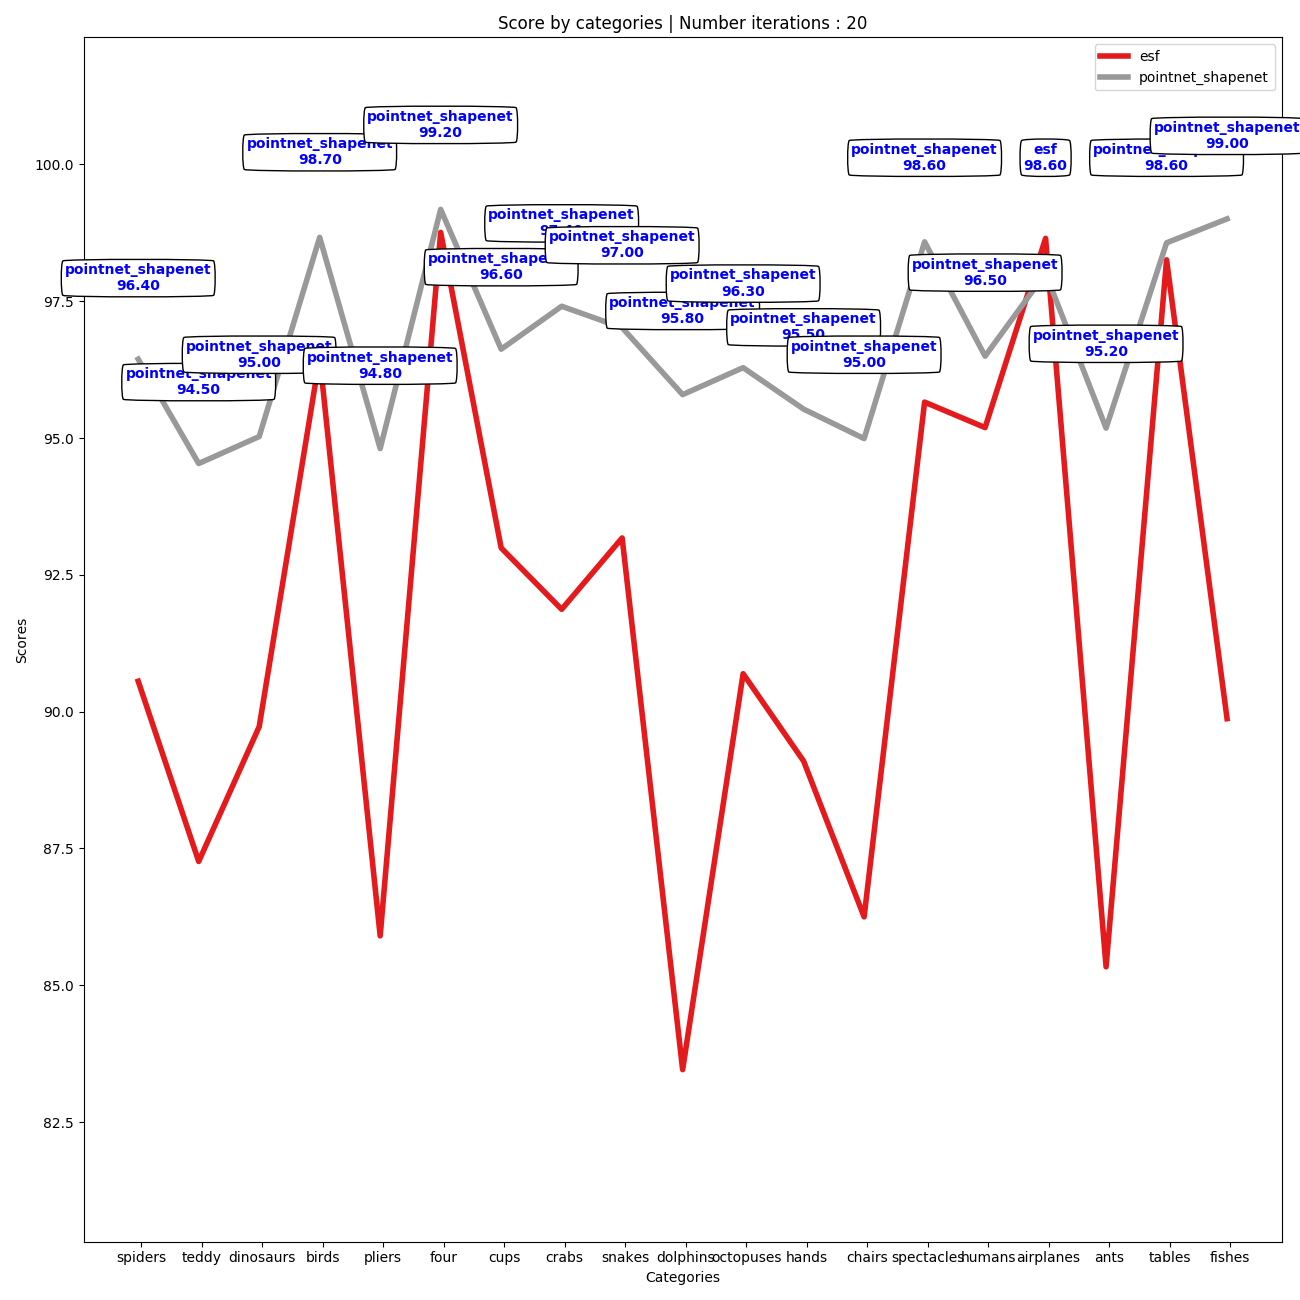 Score by categories | Number iterations : 20
esf
pointnet_shapenet
pointnet_shapenet
99.20
pointnet_shapenet
98.70
pointnet_shapenet
99.00
pointnet_shapenet
98.60
esf
98.60
98.60
100.0
pointnet_shapenet
pointnet_shapenet
97.00
pointnet_shapenet
96.60
pointnet_shapenet
96.40
pointnet_shapenet
96.50
pointnet_shapenet
96.30
97.5
pointnet_shapenet
95.80
pointnet_shapenet
95.50
pointnet_shapenet
95.20
pointnet_shapenet
95.00
pointnet_shapenet
95.00
pointnet_shapenet
94.80
pointnet_shapenet
94.50
95.0
92.5
90.0
87.5
85.0
82.5
Scores
spiders teddy dinosaurs birds pliers four cups crabs snakes dolphins octopuses hands chairs spectacles humans airplanes ants tables fishes
Categories